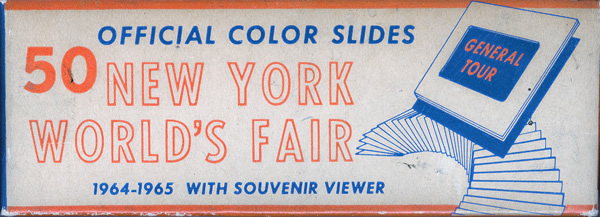 OFFICIAL COLOR SLIDES
50 NEW YORK
WORLD'S FAIR
1964-1965 WITH SOUVENIR VIEWER
GENERAL
TOUR